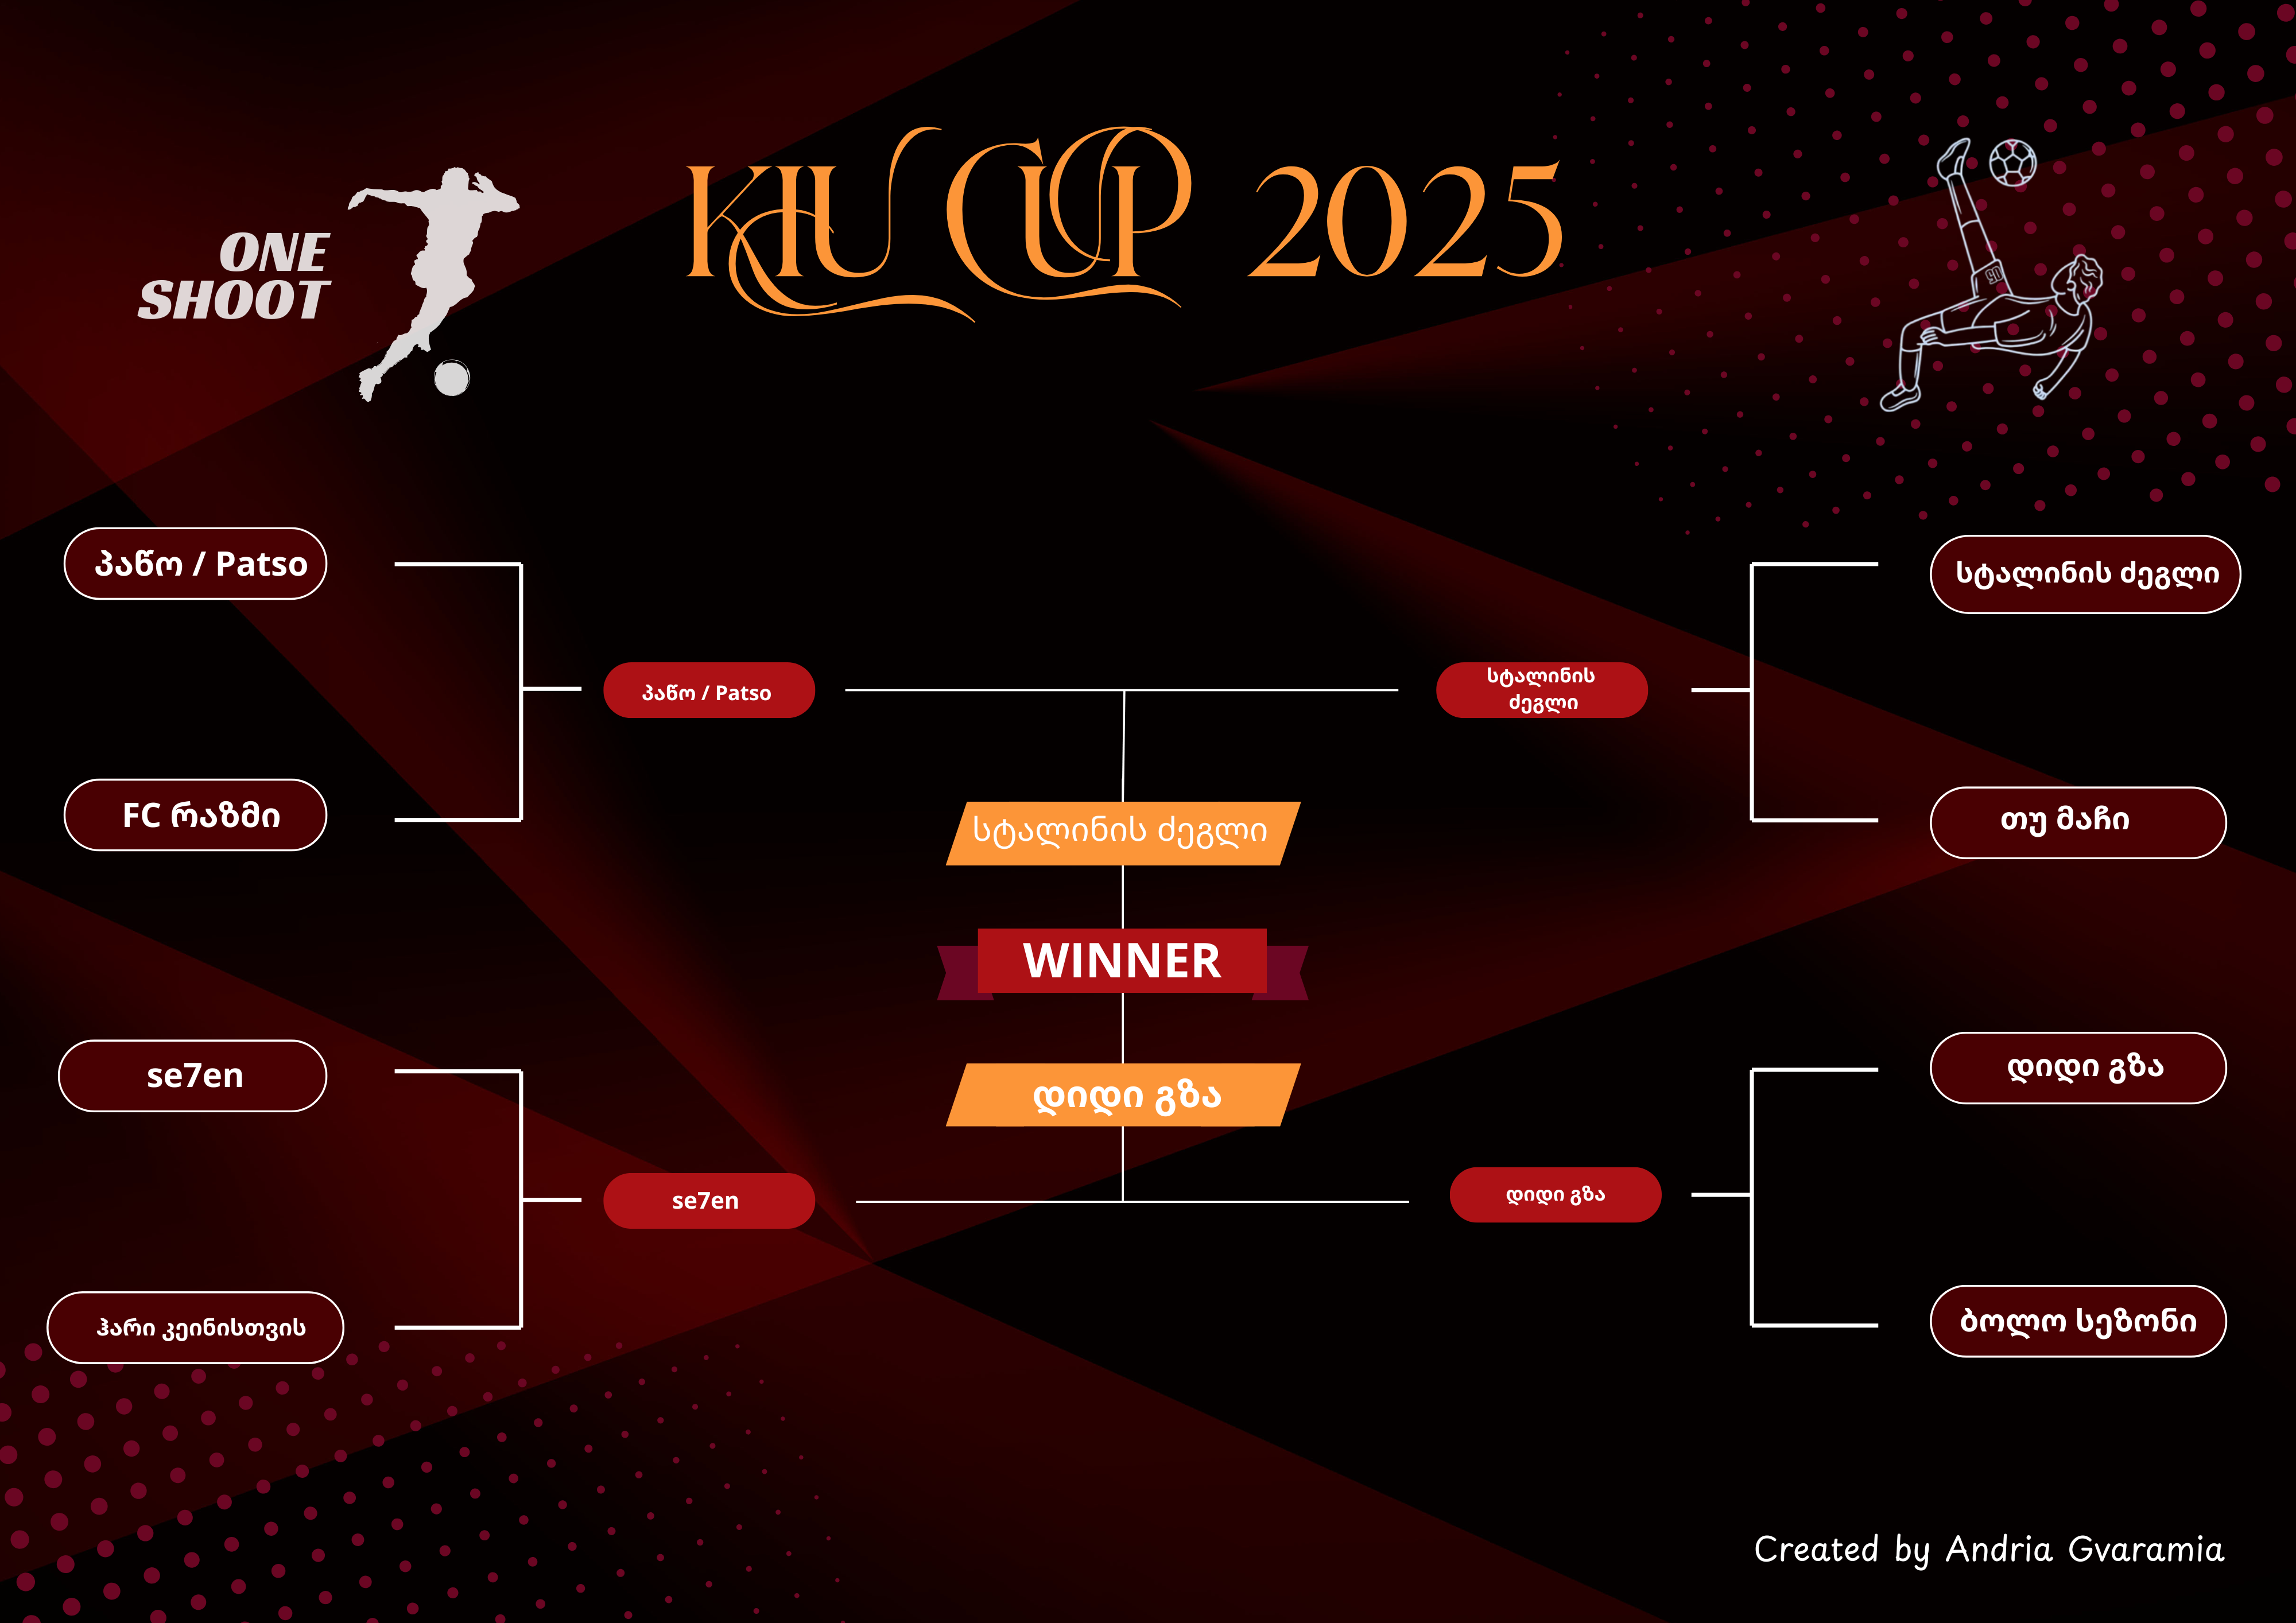 KIU CUP 2025
ONE
SHOOT
პაწო / Patso
სტალინის ძეგლი
პაწო / Patso
სტალინის
ძეგლი
FC რაზმი
სტალინის ძეგლი
თუ მაჩი
WINNER
se7en
დიდი გზა
დიდი გზა
se7en
დიდი გზა
ჰარი კეინისთვის
ბოლო სეზონი
Created by Andria Gvaramia